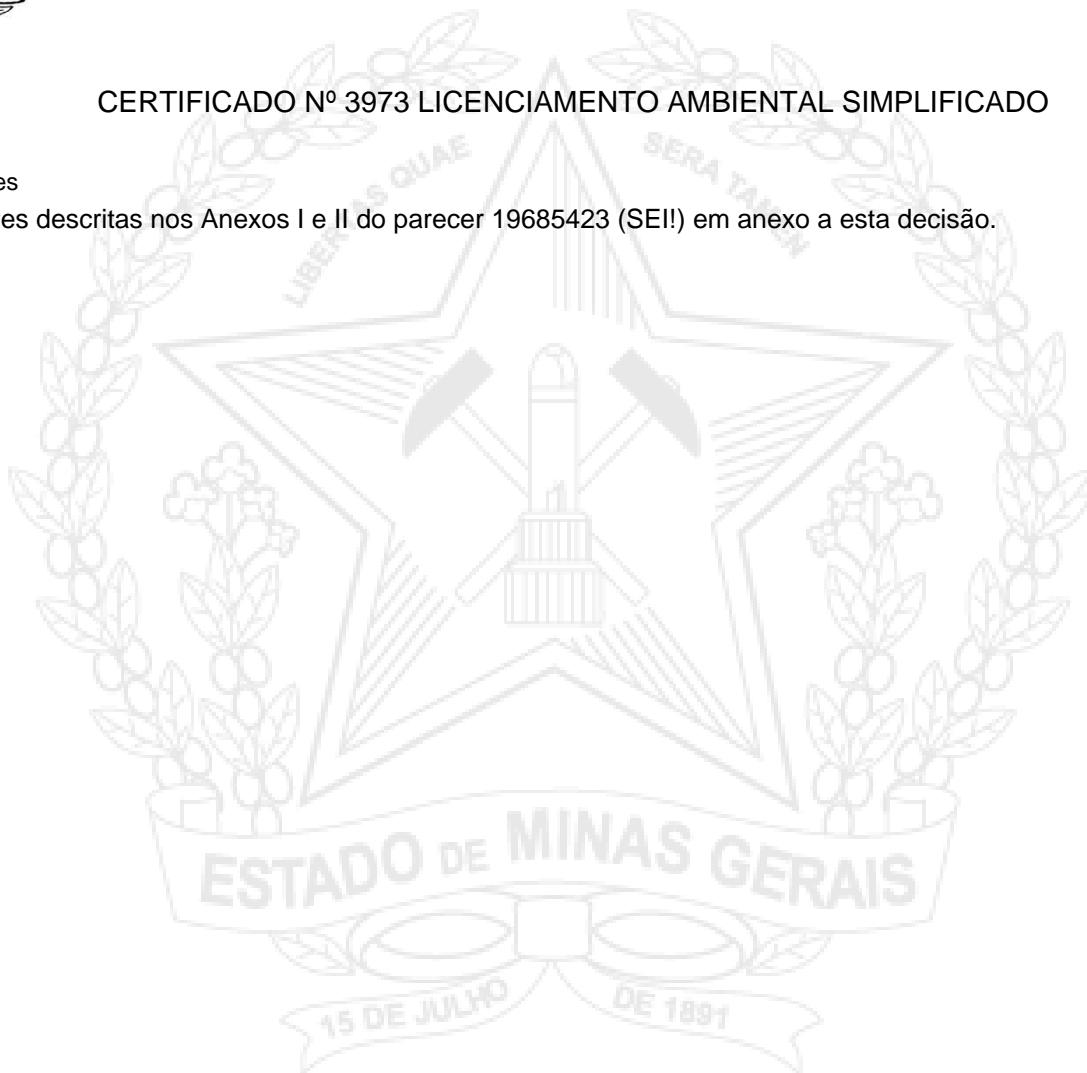 CERTIFICADO Nº 3973 LICENCIAMENTO AMBIENTAL SIMPLIFICADO
es
es descritas nos Anexos I e II do parecer 19685423 (SEI!) em anexo a esta decisão.
LIBERTAS QUAE SERA TAMEN
ESTADO DE MINAS GERAIS
15 DE JULHO DE 1891